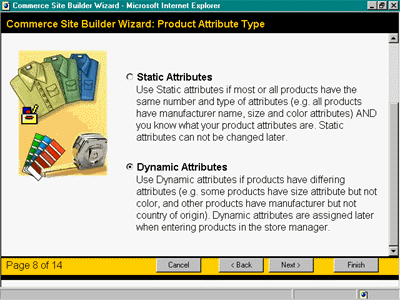 Commerce Site Builder Wizard - Microsoft Internet Explorer
Commerce Site Builder Wizard: Product Attribute Type
Static Attributes
Use Static attributes if most or all products have the
same number and type of attributes (e.g. all products
have manufacturer name, size and color attributes) AND
you know what your product attributes are. Static
attributes can not be changed later.
Dynamic Attributes
Use Dynamic attributes if products have differing
attributes (e.g. some products have size attribute but not
color, and other products have manufacturer but not
country of origin). Dynamic attributes are assigned later
when entering products in the store manager.
Page 8 of 14
Cancel
< Back
Next >
Finish